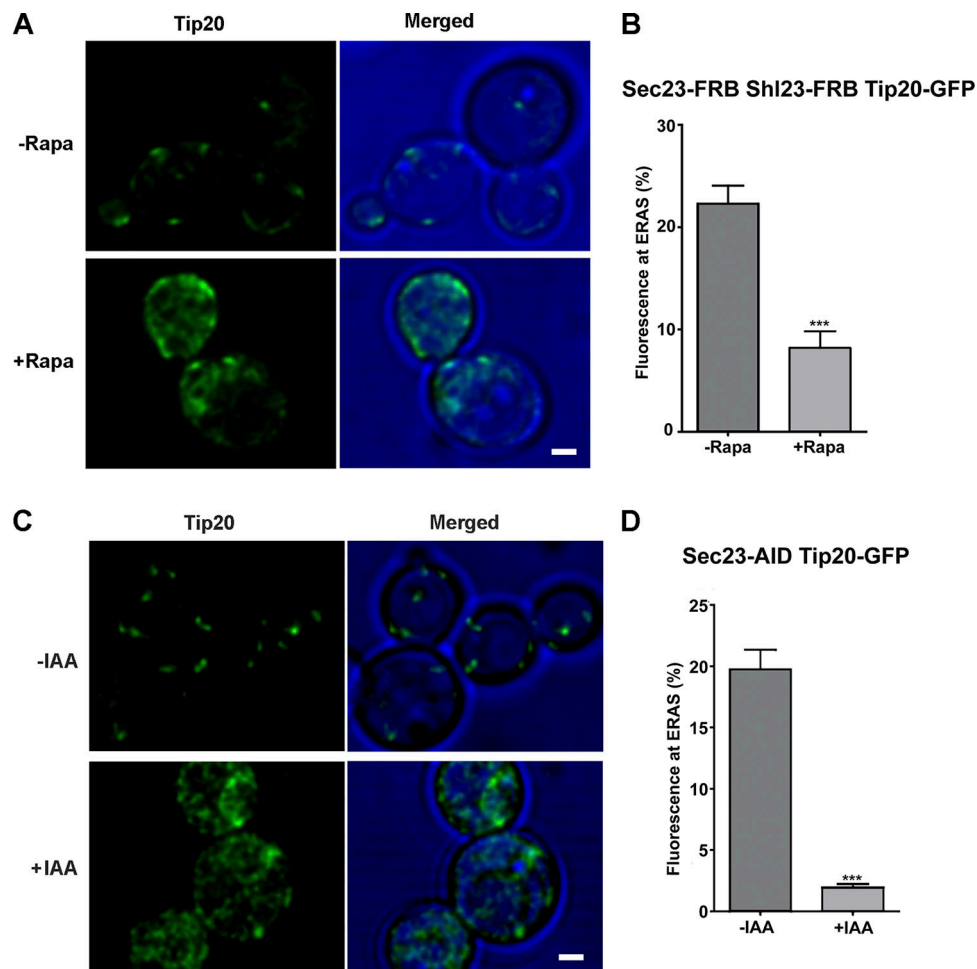 A
Tip20
Merged
-Rapa
+Rapa
B
Sec23-FRB Shl23-FRB Tip20-GFP
Fluorescence at ERAS (%)
30
20
10
0
***
-Rapa
+Rapa
C
Tip20
Merged
-IAA
+IAA
D
Sec23-AID Tip20-GFP
Fluorescence at ERAS (%)
25
20
15
10
5
0
***
-IAA
+IAA